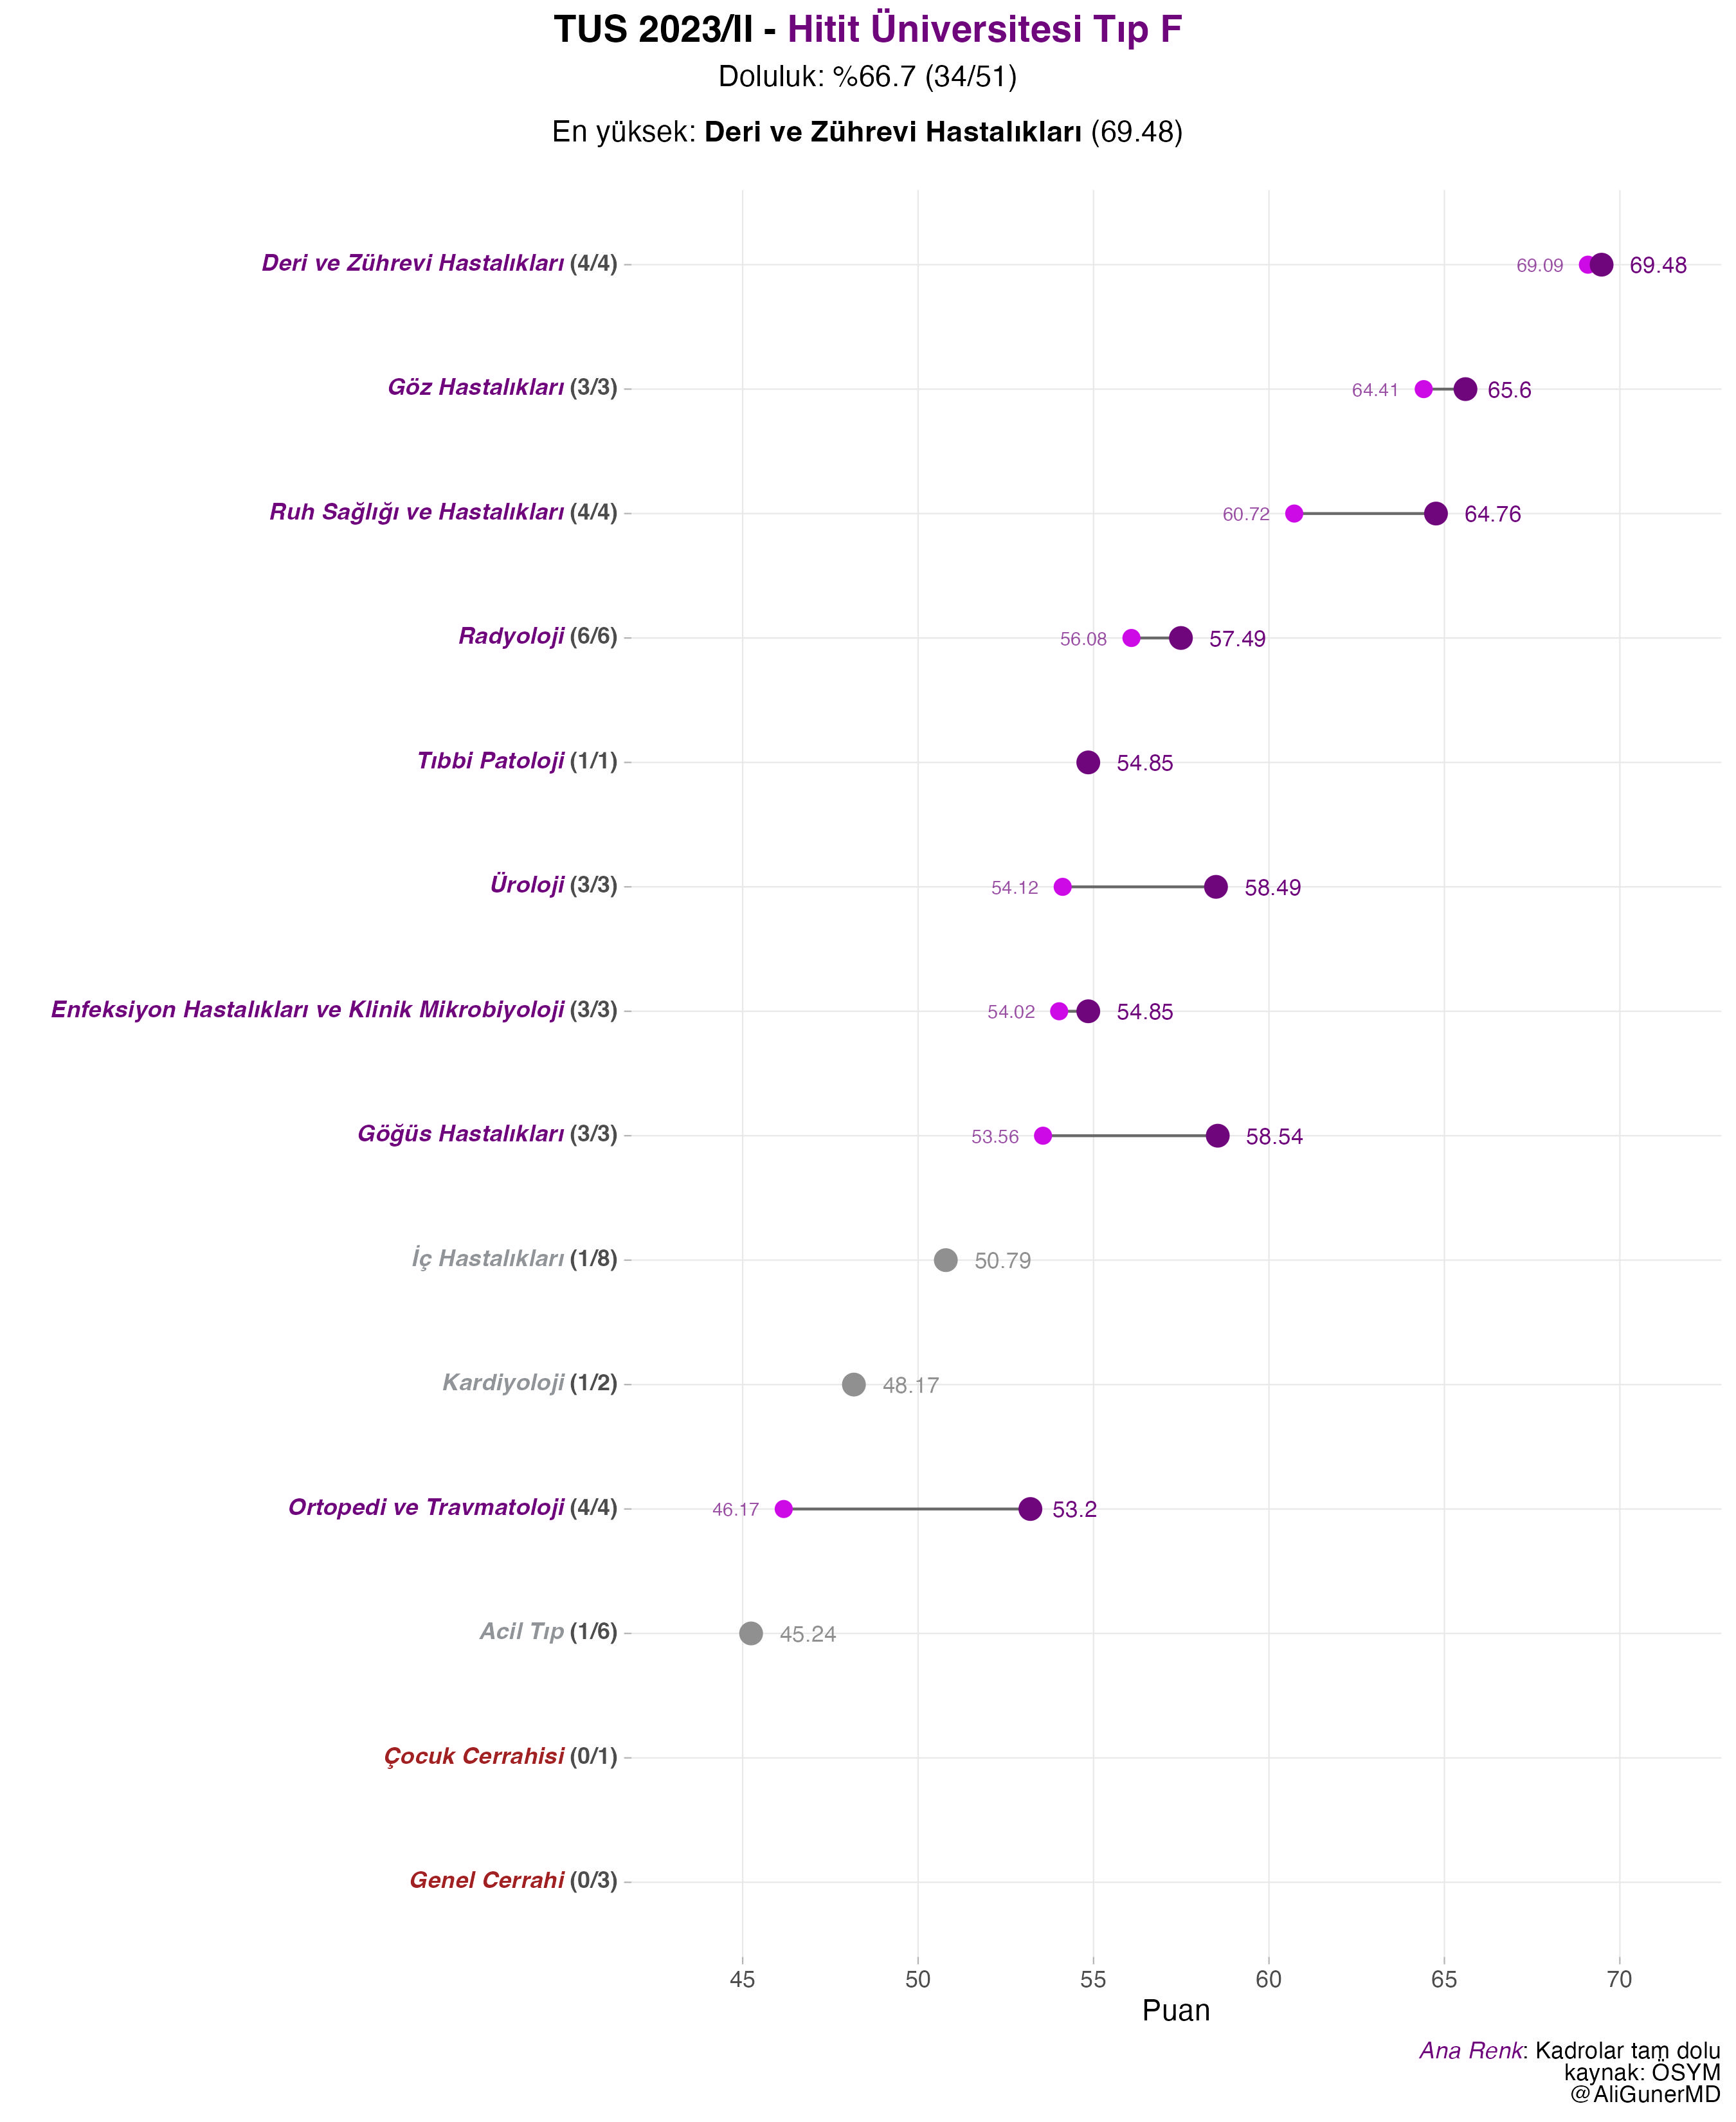 TUS 2023/II - Hitit Üniversitesi Tıp F
Doluluk: %66.7 (34/51)
En yüksek: Deri ve Zührevi Hastalıkları (69.48)
Deri ve Zührevi Hastalıkları (4/4) 69.09 69.48
Göz Hastalıkları (3/3) 64.41 65.6
Ruh Sağlığı ve Hastalıkları (4/4) 60.72 64.76
Radyoloji (6/6) 56.08 57.49
Tıbbi Patoloji (1/1) 54.85
Üroloji (3/3) 54.12 58.49
Enfeksiyon Hastalıkları ve Klinik Mikrobiyoloji (3/3) 54.02 54.85
Göğüs Hastalıkları (3/3) 53.56 58.54
İç Hastalıkları (1/8) 50.79
Kardiyoloji (1/2) 48.17
Ortopedi ve Travmatoloji (4/4) 46.17 53.2
Acil Tıp (1/6) 45.24
Çocuk Cerrahisi (0/1)
Genel Cerrahi (0/3)
45 50 55 60 65 70
Puan
Ana Renk: Kadrolar tam dolu
kaynak: ÖSYM
@AliGunerMD